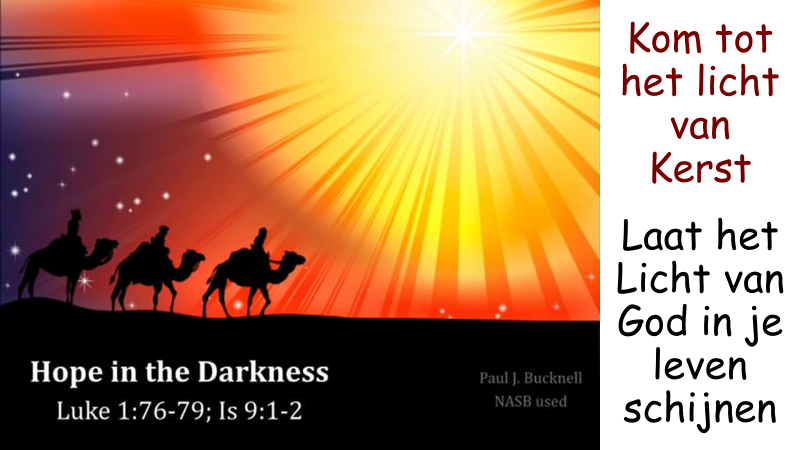 Hope in the Darkness
Luke 1:76-79; Is 9:1-2
Paul J. Bucknell
NASB used
Kom tot
het licht
van
Kerst
Laat het
Licht van
God in je
leven
schijnen